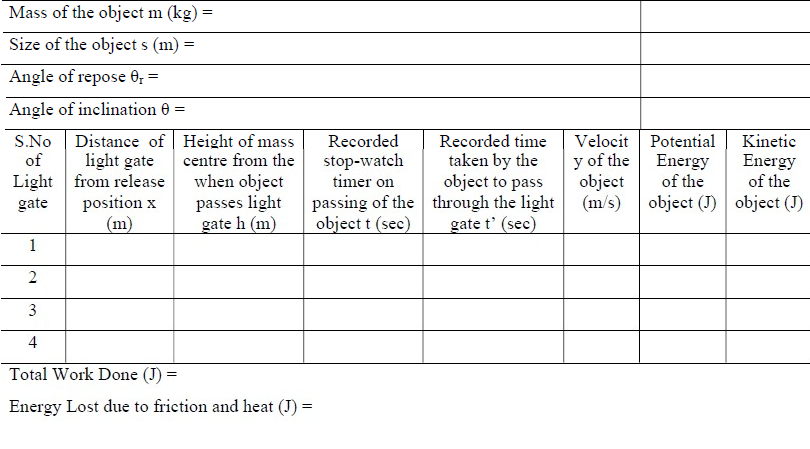 Mass of the object m (kg) =
Size of the object s (m) =
Angle of repose θr =
Angle of inclination θ =
S.No of Light gate
Distance of light gate from release position x (m)
Height of mass centre from the when object passes light gate h (m)
Recorded stop-watch timer on passing of the object t (sec)
Recorded time taken by the object to pass through the light gate t’ (sec)
Velocit y of the object (m/s)
Potential Energy of the object (J)
Kinetic Energy of the object (J)
1
2
3
4
Total Work Done (J) =
Energy Lost due to friction and heat (J) =